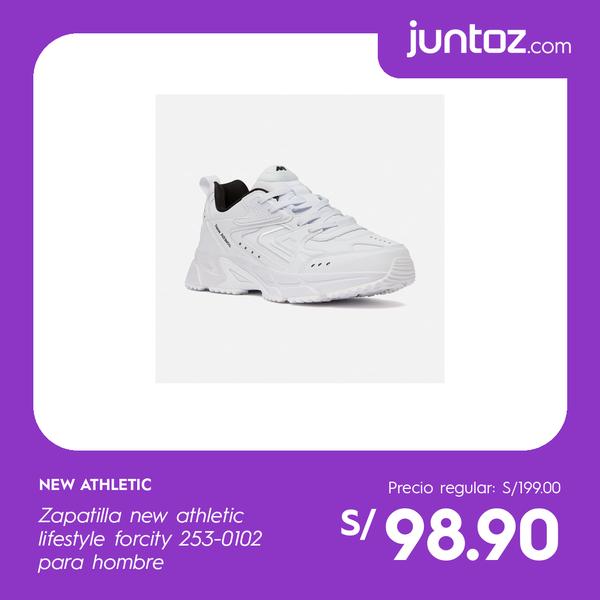 juntoz.com
NEW ATHLETIC
Zapatilla new athletic
lifestyle forcity 253-0102
para hombre
Precio regular: S/199.00
S/ 98.90